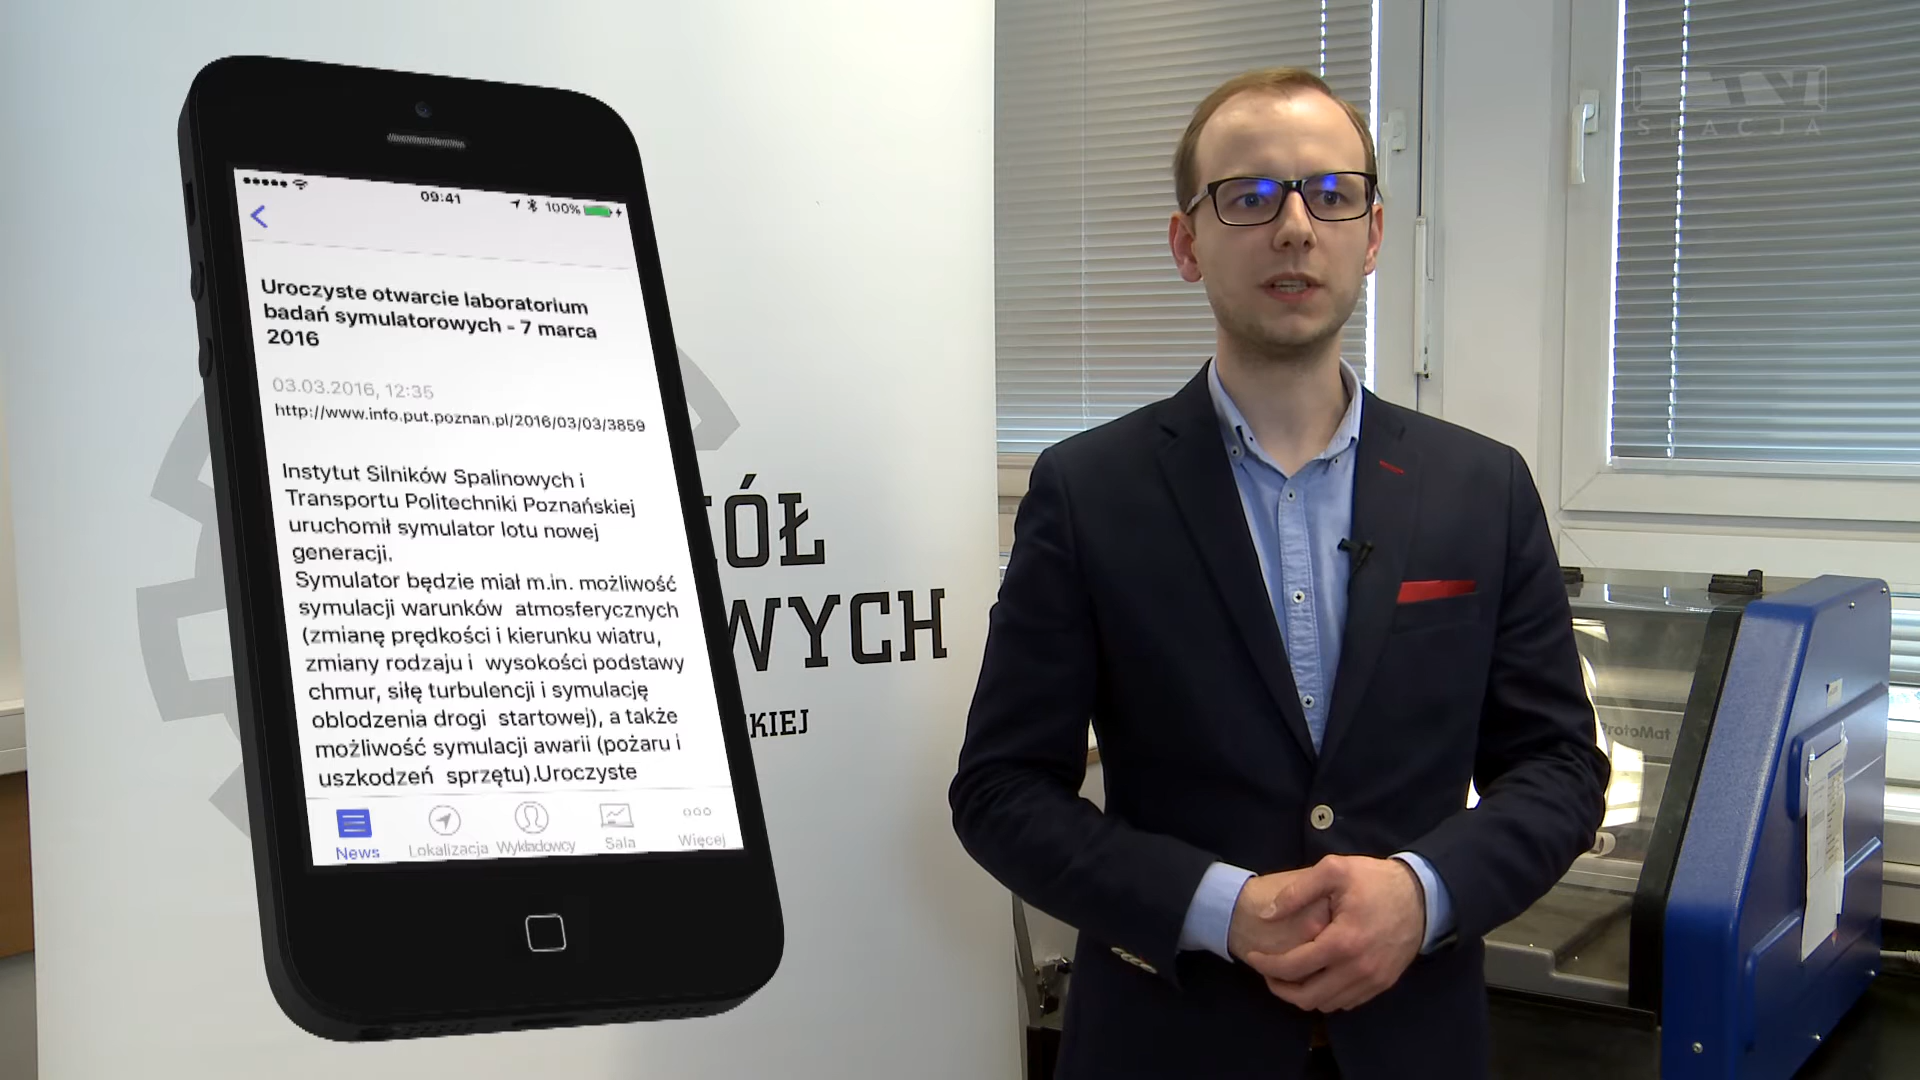 09:41
100%
Uroczyste otwarcie laboratorium
badań symulatorowych - 7 marca
2016
03.03.2016, 12:35
http://www.info.put.poznan.pl/2016/03/03/3859
Instytut Silników Spalinowych i
Transportu Politechniki Poznańskiej
uruchomił symulator lotu nowej
generacji.
Symulator będzie miał m.in. możliwość
symulacji warunków atmosferycznych
(zmianę prędkości i kierunku wiatru,
zmiany rodzaju i wysokości podstawy
chmur, siłę turbulencji i symulację
oblodzenia drogi startowej), a także
możliwość symulacji awarii (pożaru i
uszkodzeń sprzętu).Uroczyste
News
Lokalizacja
Wykładowcy
Sala
Więcej
ÓŁ
WYCH
KIEJ
TV
SPACJA
ProtoMat